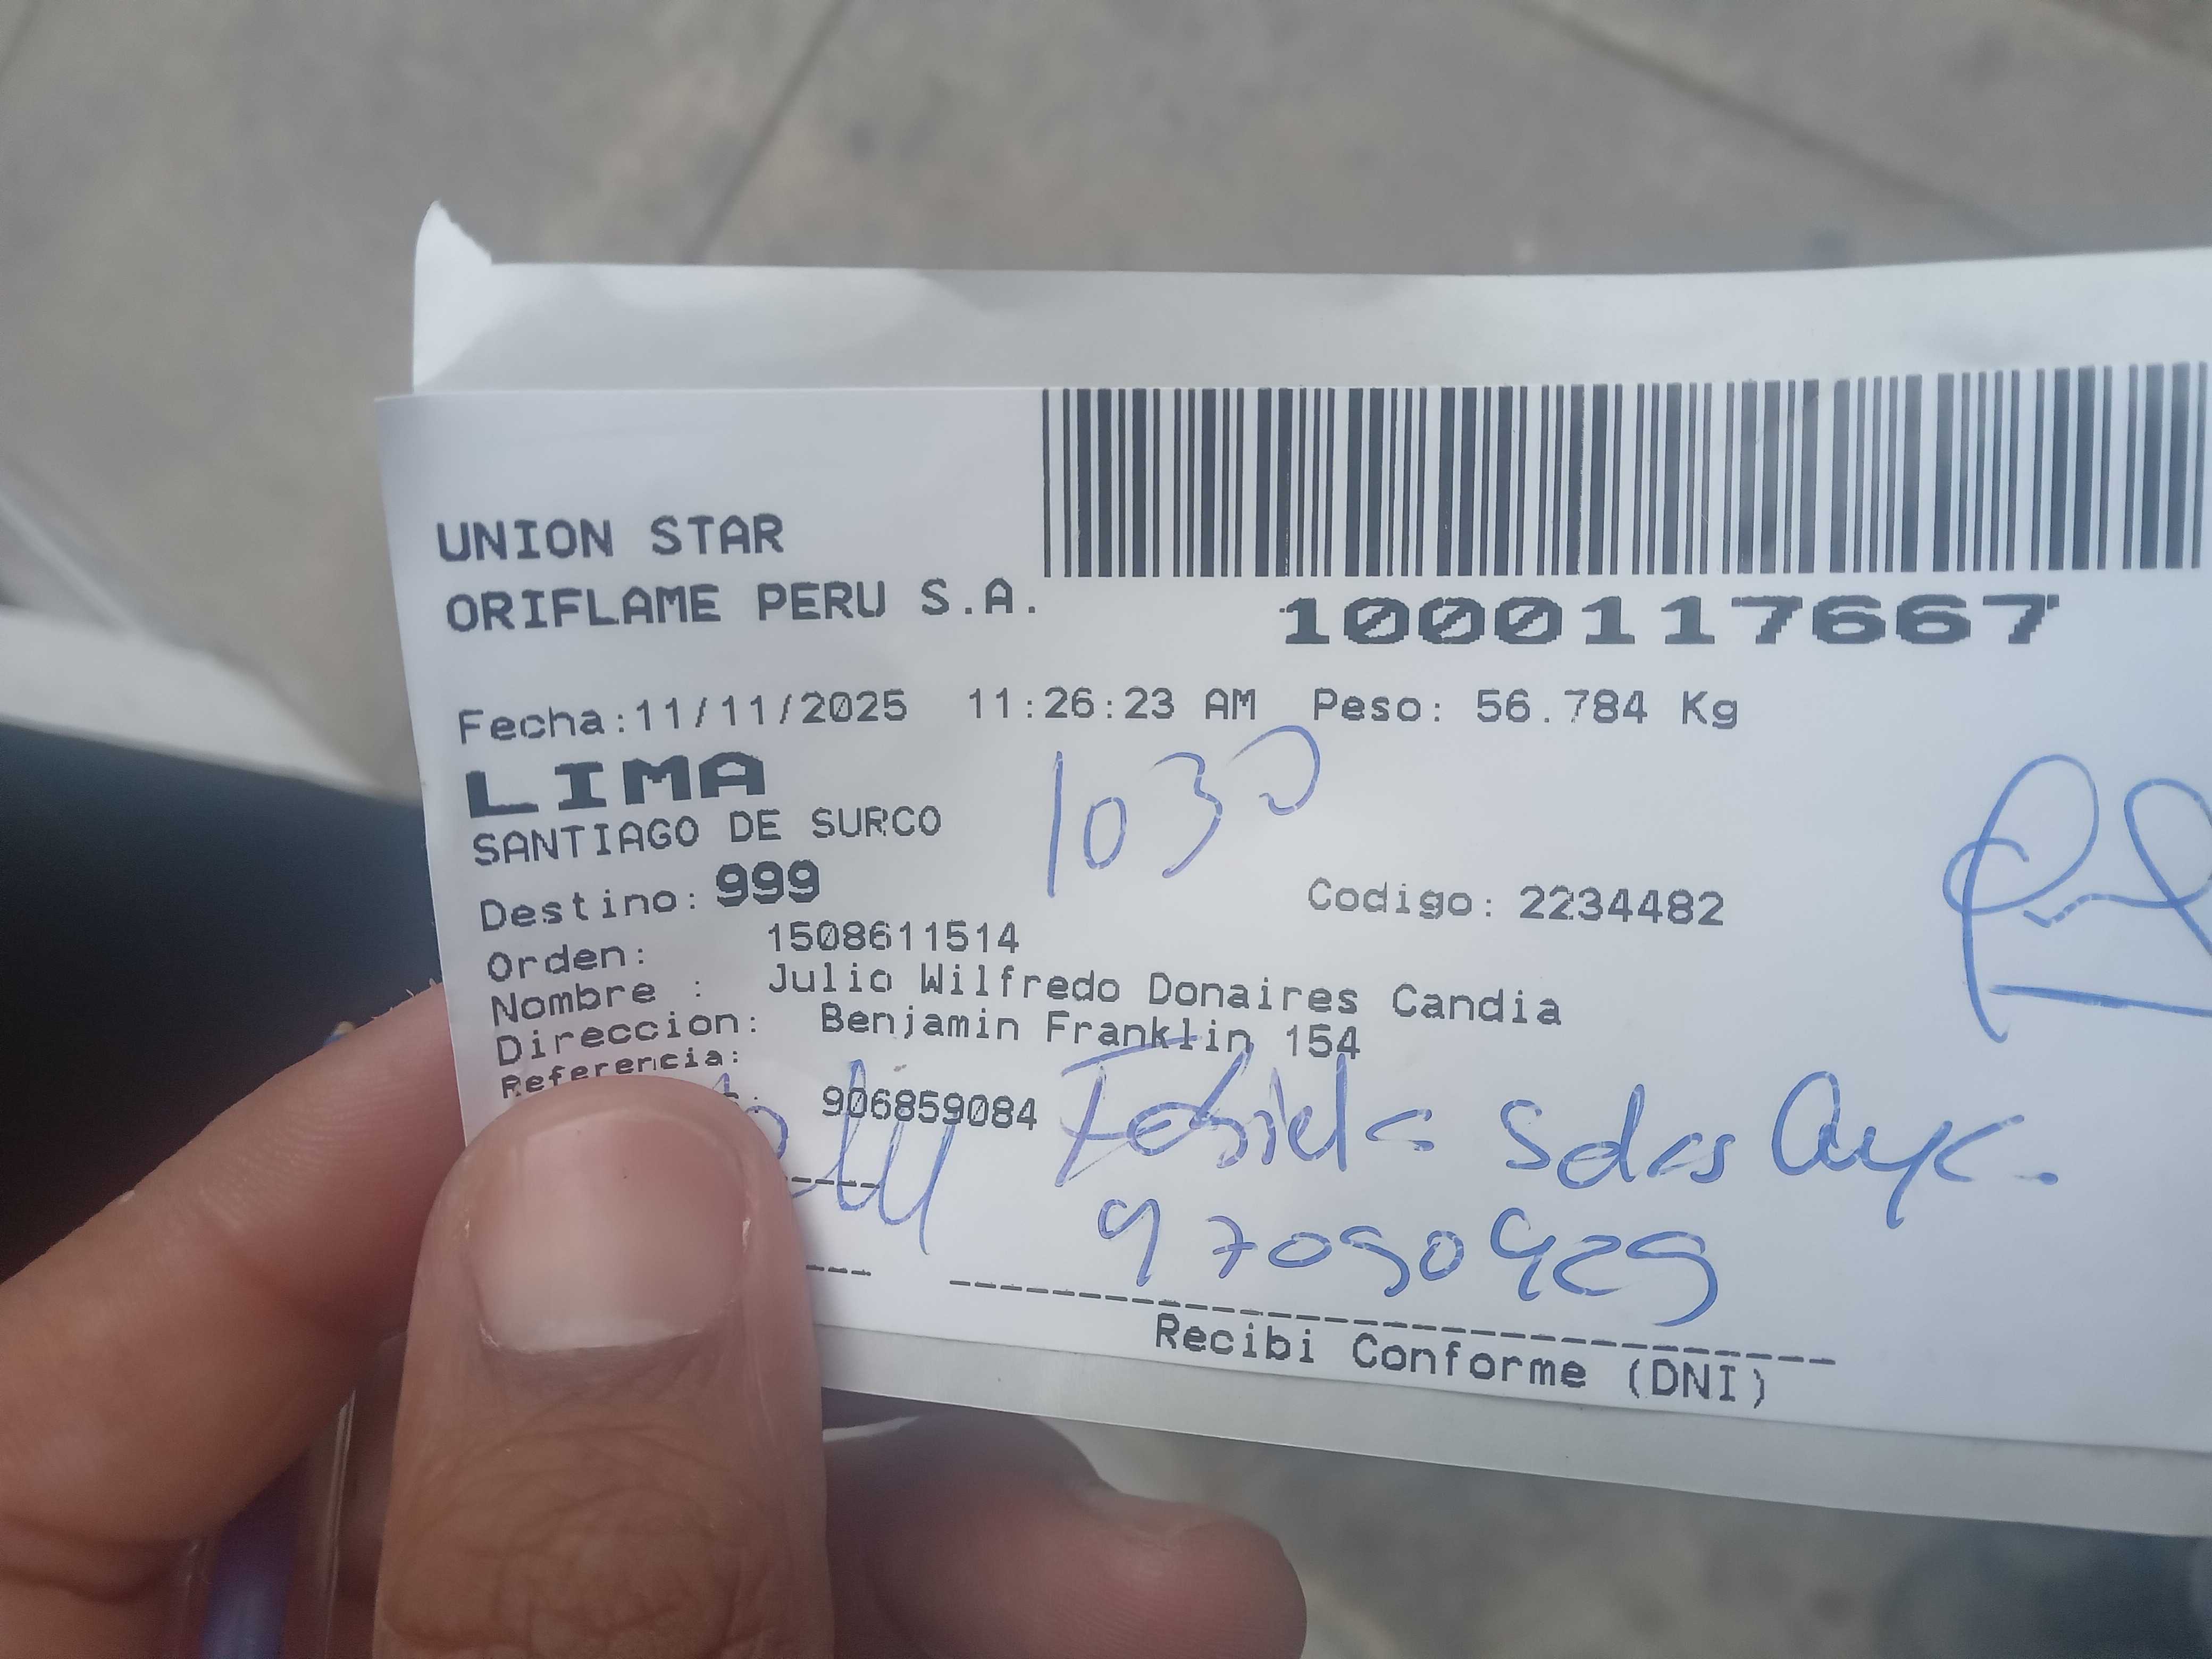 UNION STAR
ORIFLAME PERU S.A.
1000117667
Fecha:11/11/2025 11:26:23 AM Peso: 56.784 Kg
LIMA
1030
SANTIAGO DE SURCO
Destino: 999
Codigo: 2234482
Orden: 1508611514
Nombre : Julio Wilfredo Donaires Candia
Direccion: Benjamin Franklin 154
Referencia:
906859084
Salas
Recibi Conforme (DNI)